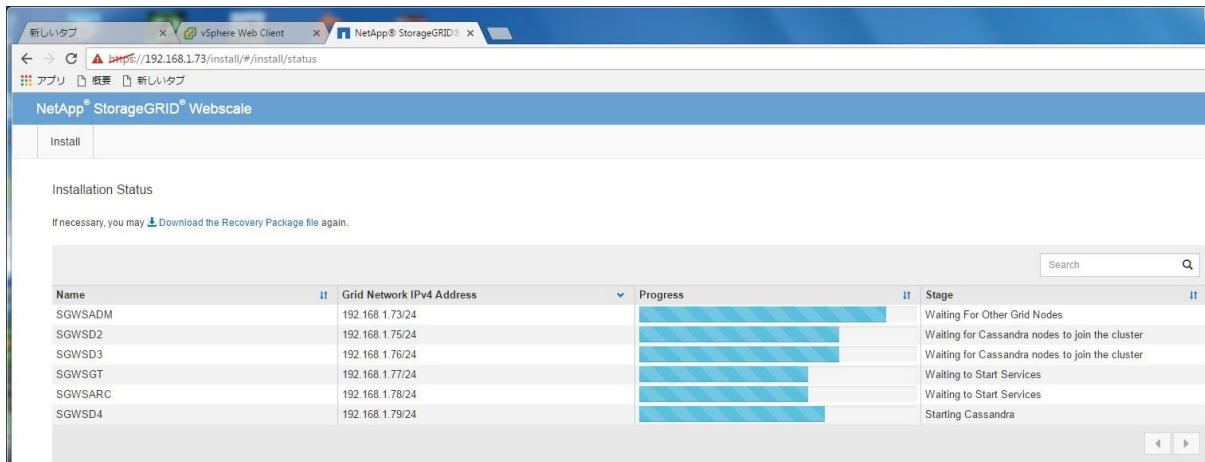 新しいタブ
vSphere Web Client
NetApp® StorageGRID®
https://192.168.1.73/install/#/install/status
アプリ 概要 新しいタブ
NetApp® StorageGRID® Webscale
Install
Installation Status
If necessary, you may Download the Recovery Package file again.
Search
Name Grid Network IPv4 Address Progress Stage
SGWSADM 192.168.1.73/24 Waiting For Other Grid Nodes
SGWSD2 192.168.1.75/24 Waiting for Cassandra nodes to join the cluster
SGWSD3 192.168.1.76/24 Waiting for Cassandra nodes to join the cluster
SGWSGT 192.168.1.77/24 Waiting to Start Services
SGWSARC 192.168.1.78/24 Waiting to Start Services
SGWSD4 192.168.1.79/24 Starting Cassandra